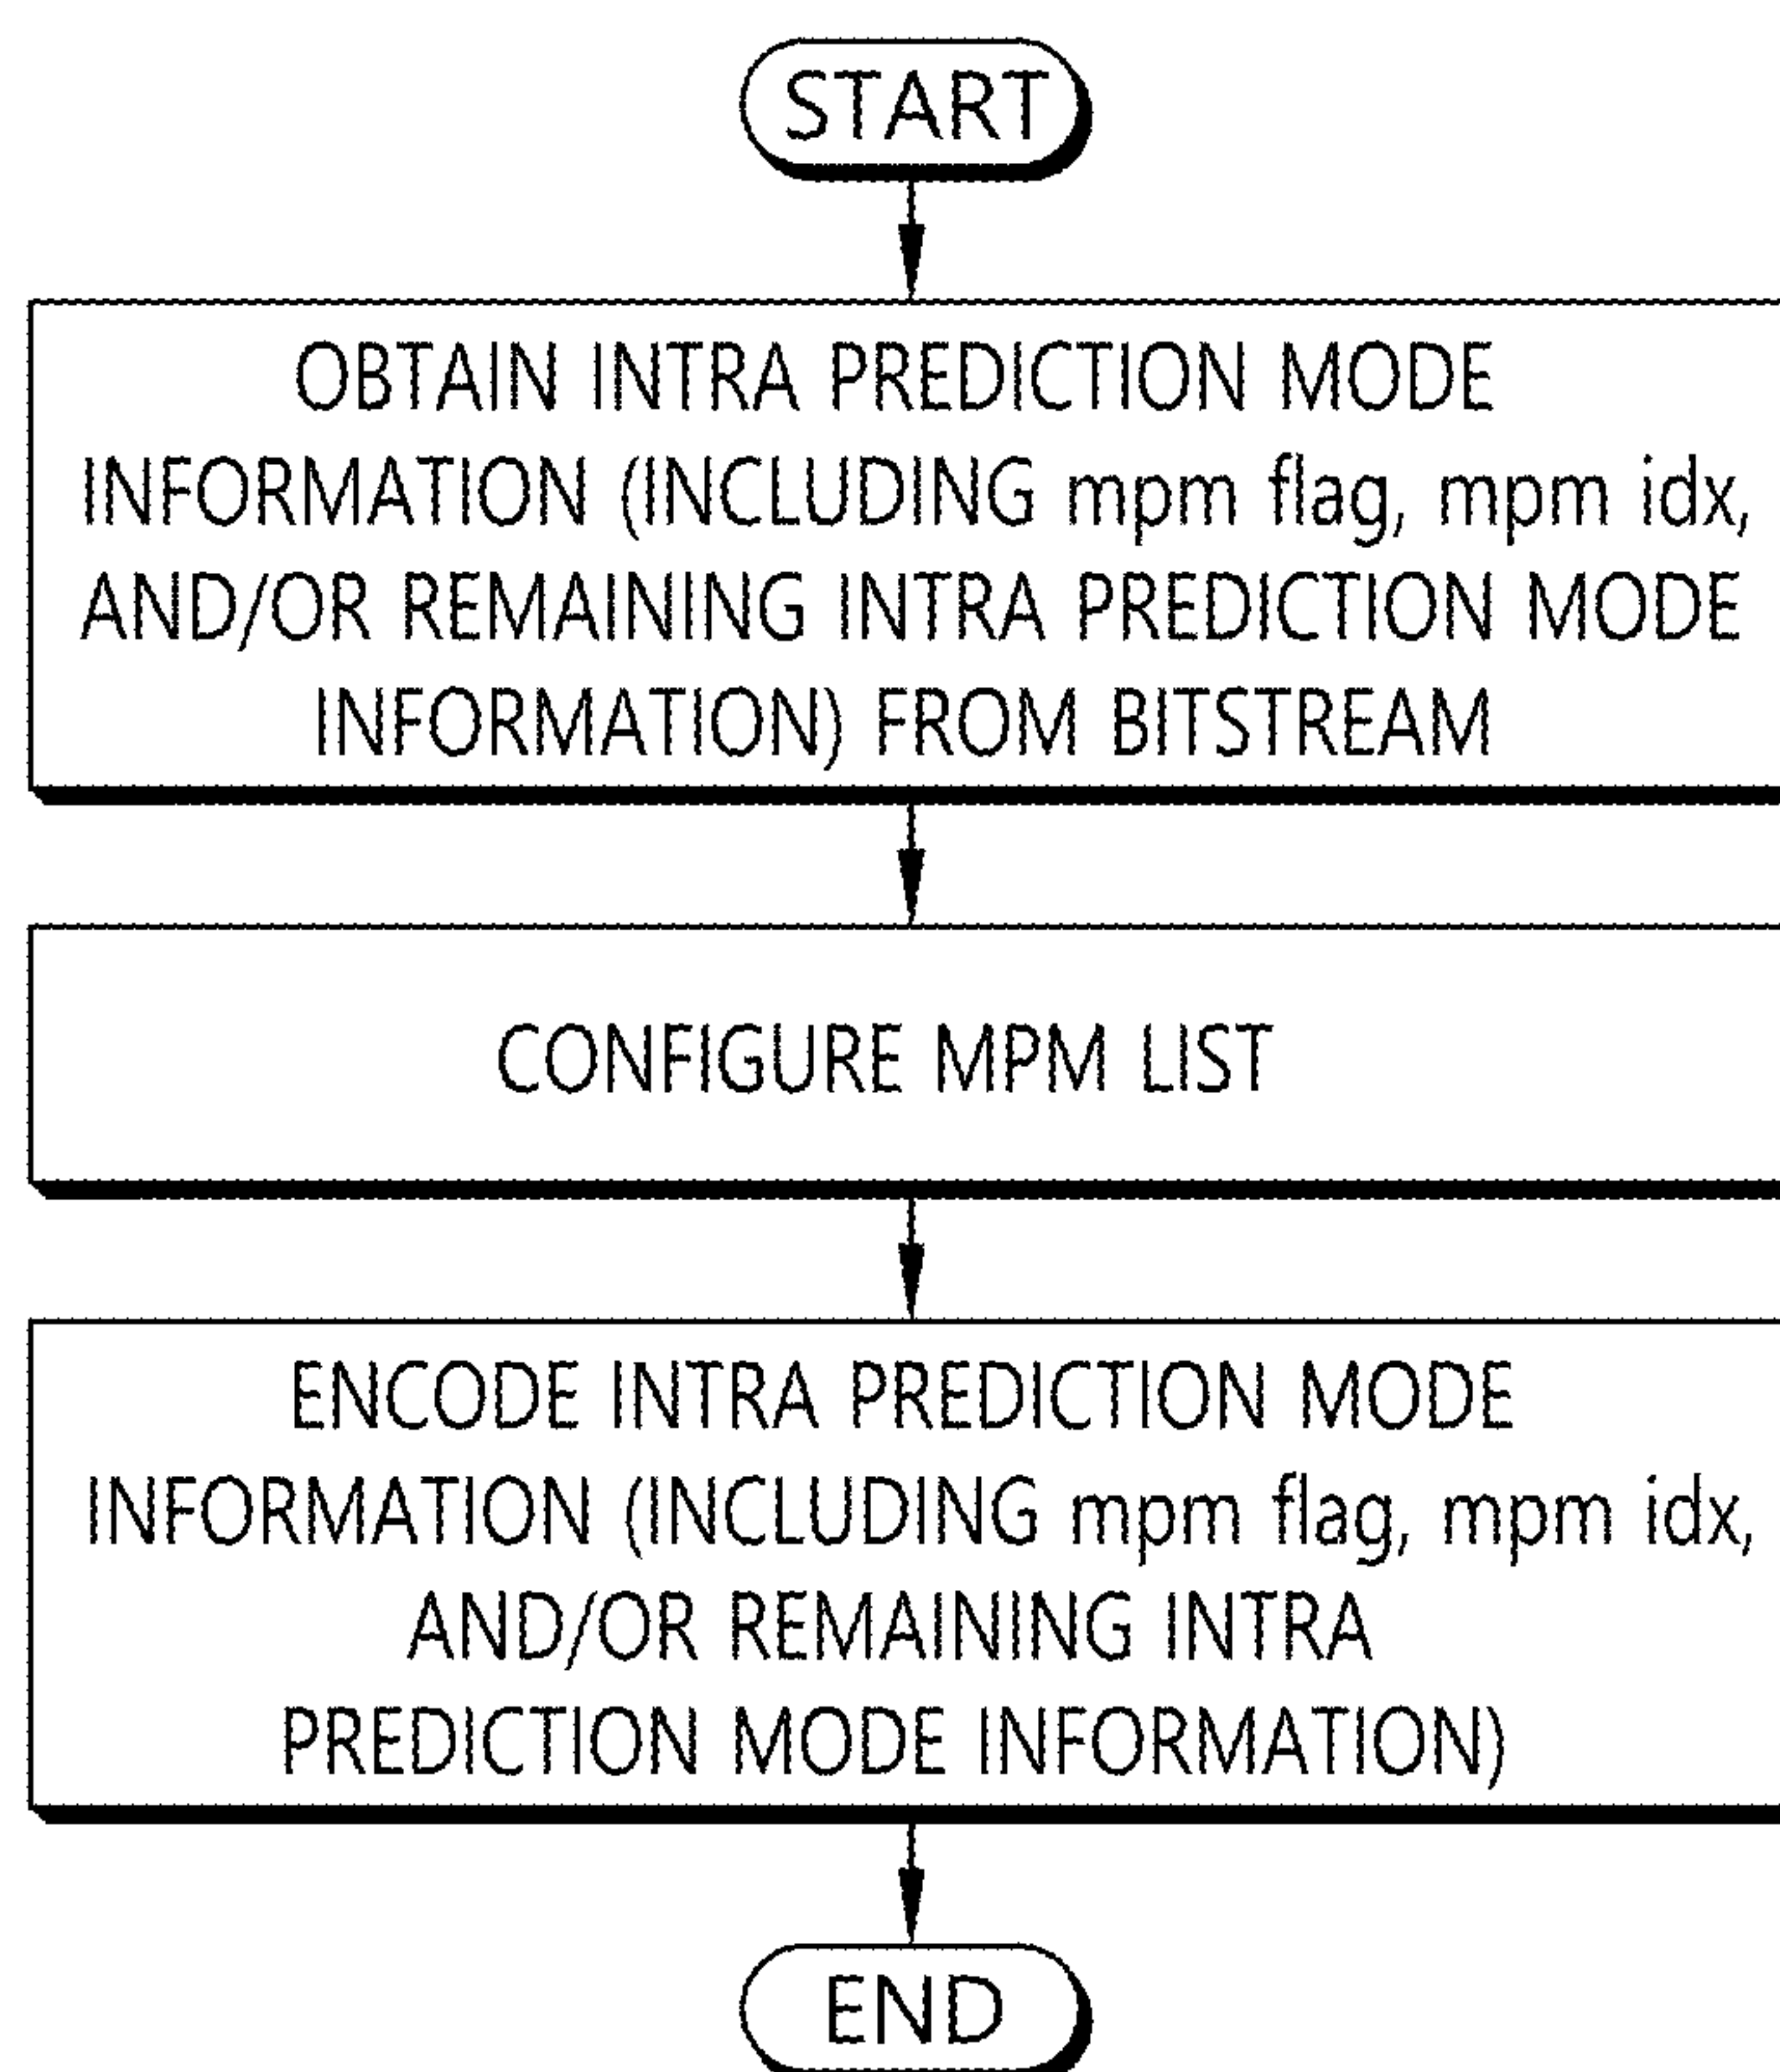 START
OBTAIN INTRA PREDICTION MODE
INFORMATION (INCLUDING mpm flag, mpm idx,
AND/OR REMAINING INTRA PREDICTION MODE
INFORMATION) FROM BITSTREAM
CONFIGURE MPM LIST
ENCODE INTRA PREDICTION MODE
INFORMATION (INCLUDING mpm flag, mpm idx,
AND/OR REMAINING INTRA
PREDICTION MODE INFORMATION)
END